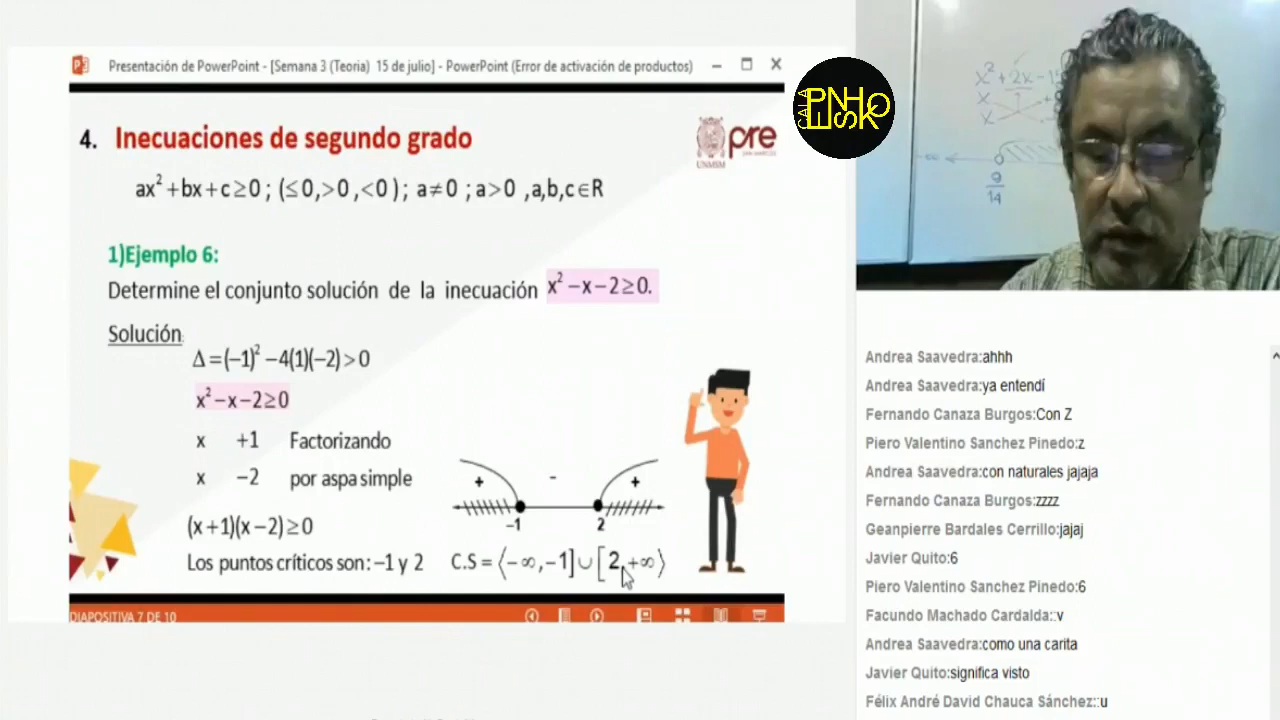 Presentación de PowerPoint - [Semana 3 (Teoria) 15 de julio] - PowerPoint (Error de activación de productos)
4. Inecuaciones de segundo grado
pre
UNMSM
ax²+bx+c≥0 ; (≤0,>0,<0) ; a≠0 ; a>0 ,a,b,c∈R
1)Ejemplo 6:
Determine el conjunto solución de la inecuación x²−x−2≥0.
Solución:
Δ=(−1)²−4(1)(−2)>0
x²−x−2≥0
x +1 Factorizando
x −2 por aspa simple
+ - +
−1 2
(x+1)(x−2)≥0
Los puntos críticos son: −1 y 2
C.S = ⟨−∞,−1]∪[2,+∞⟩
DIAPOSITIVA 7 DE 10
CALA
PNHO
ESK
x
x
-∞
9
14
Andrea Saavedra:ahhh
Andrea Saavedra:ya entendí
Fernando Canaza Burgos:Con Z
Piero Valentino Sanchez Pinedo:z
Andrea Saavedra:con naturales jajaja
Fernando Canaza Burgos:zzzz
Geanpierre Bardales Cerrillo:jajaj
Javier Quito:6
Piero Valentino Sanchez Pinedo:6
Facundo Machado Cardalda::v
Andrea Saavedra:como una carita
Javier Quito:significa visto
Félix André David Chauca Sánchez::u